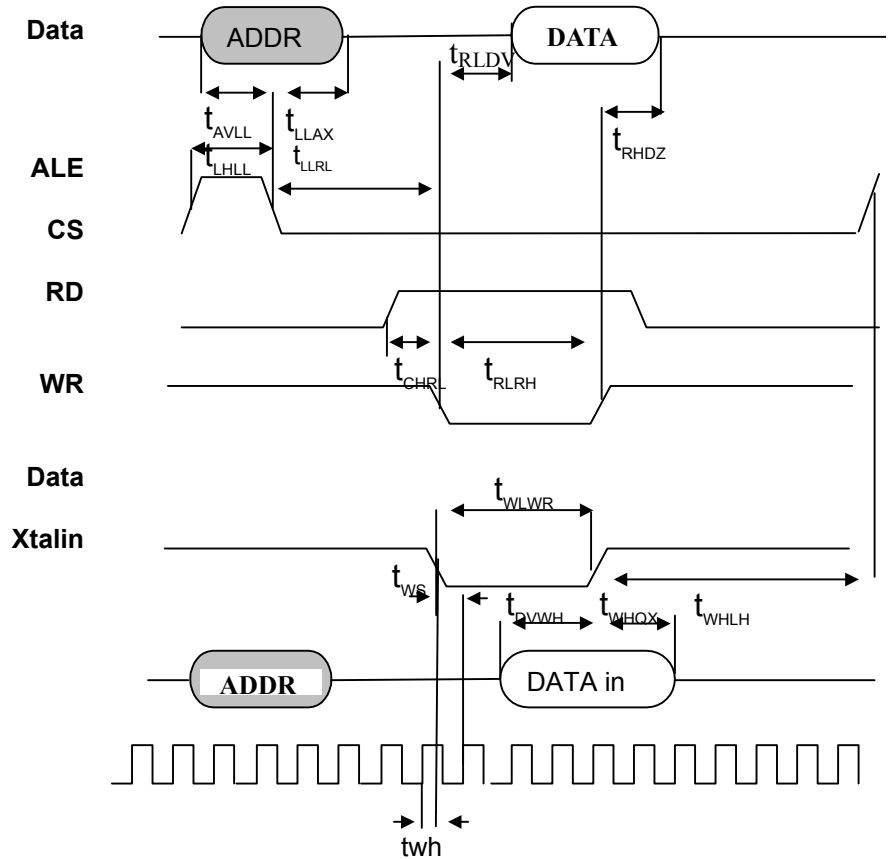 Data ADDR DATA
tRLDV
tAVLL tLLAX
tRHDZ
ALE tLHLL tLLRL
CS
RD
WR tCHRL tRLRH
Data
tWLWR
Xtalin
tWS tDVWH tWHQX tWHLH
ADDR DATA in
twh